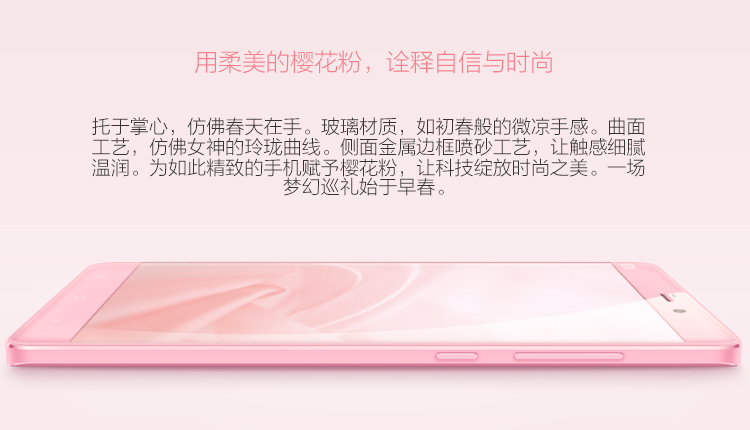 用柔美的樱花粉，诠释自信与时尚
托于掌心，仿佛春天在手。玻璃材质，如初春般的微凉手感。曲面
工艺，仿佛女神的玲珑曲线。侧面金属边框喷砂工艺，让触感细腻
温润。为如此精致的手机赋予樱花粉，让科技绽放时尚之美。一场
梦幻巡礼始于早春。